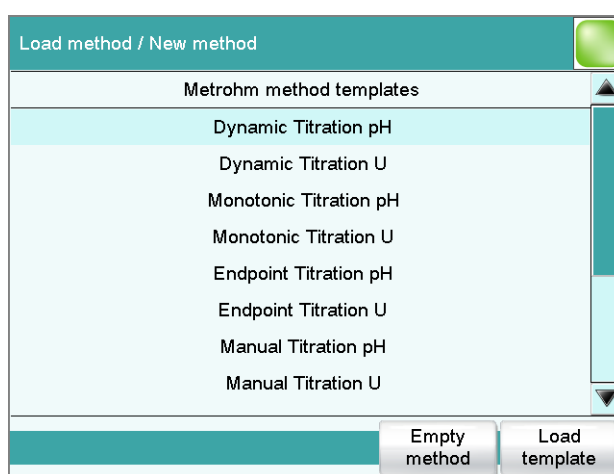 Load method / New method
Metrohm method templates
Dynamic Titration pH
Dynamic Titration U
Monotonic Titration pH
Monotonic Titration U
Endpoint Titration pH
Endpoint Titration U
Manual Titration pH
Manual Titration U
Empty
method
Load
template